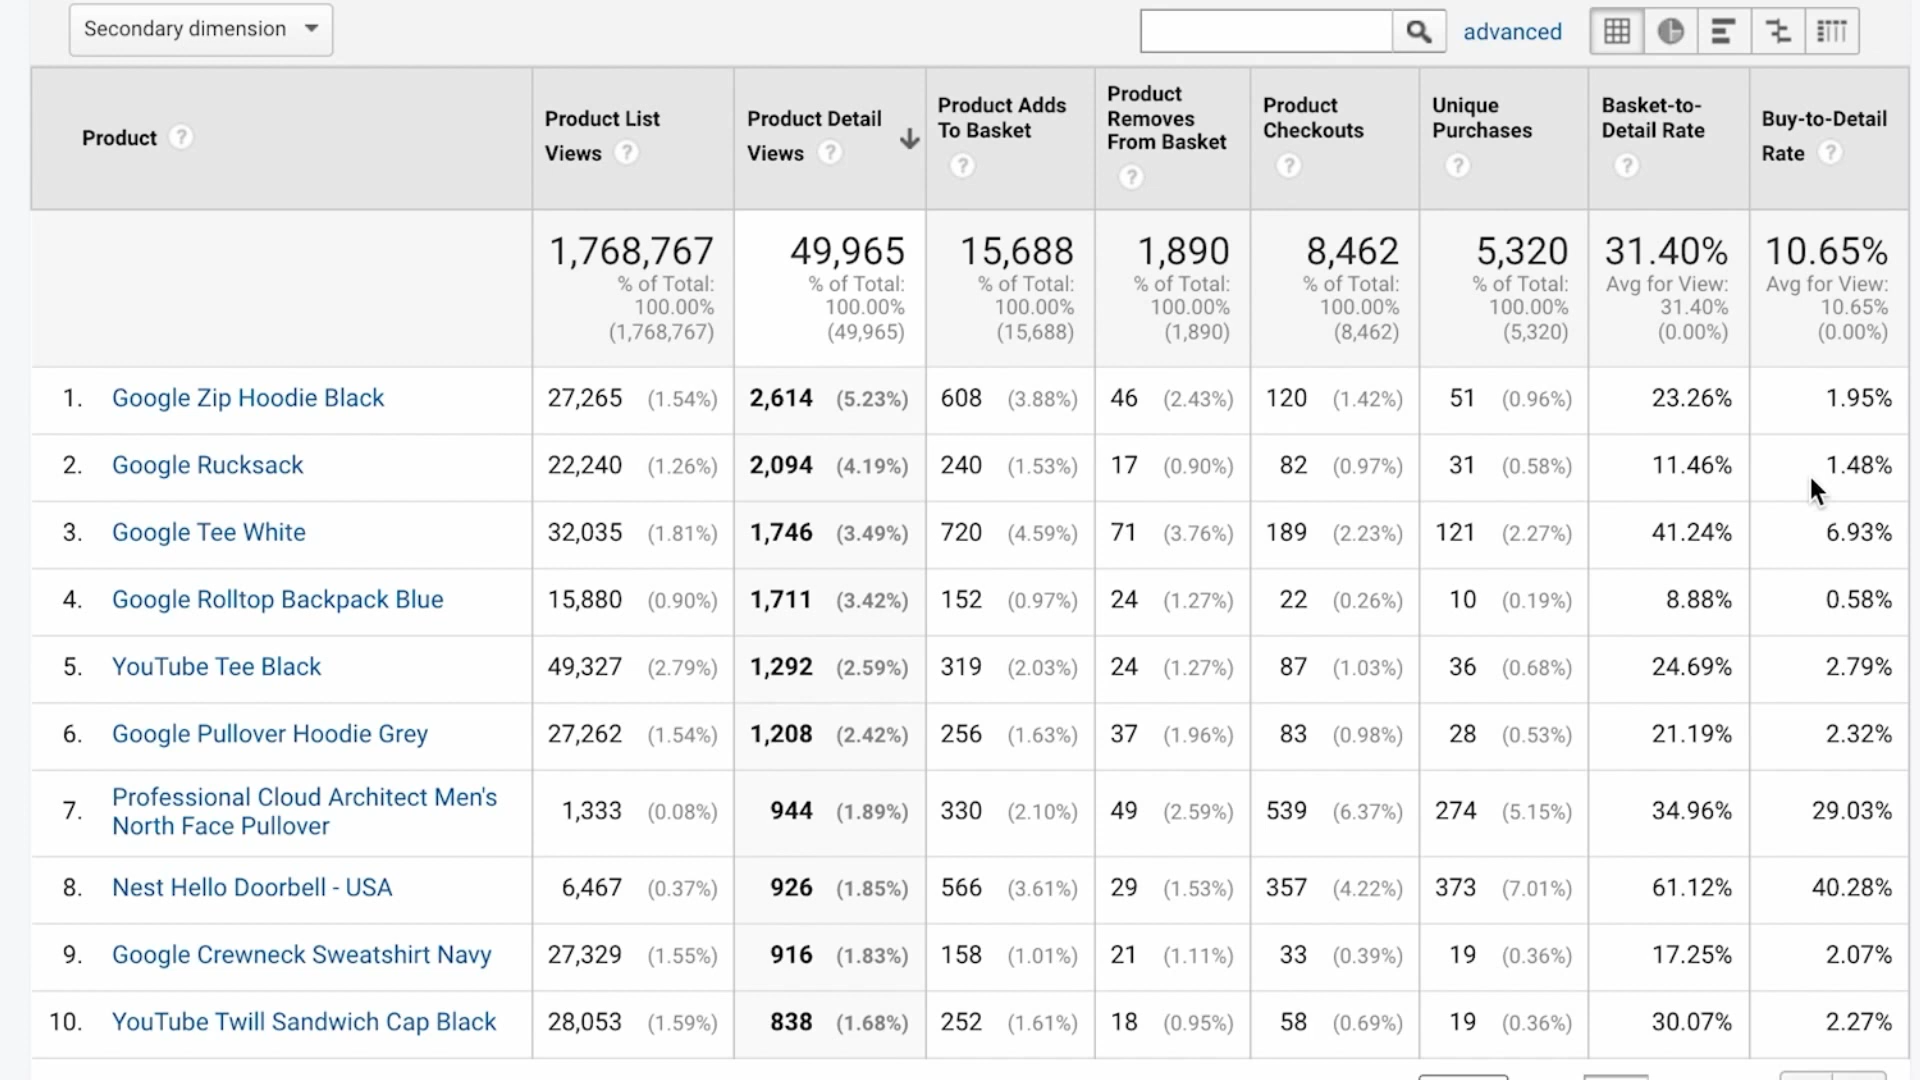 Secondary dimension
advanced
Product ?
Product List Views ?
Product Detail Views ?
Product Adds To Basket ?
Product Removes From Basket ?
Product Checkouts ?
Unique Purchases ?
Basket-to-Detail Rate ?
Buy-to-Detail Rate ?
1,768,767 49,965 15,688 1,890 8,462 5,320 31.40% 10.65%
% of Total: % of Total: % of Total: % of Total: % of Total: % of Total: Avg for View: Avg for View:
100.00% 100.00% 100.00% 100.00% 100.00% 100.00% 31.40% 10.65%
(1,768,767) (49,965) (15,688) (1,890) (8,462) (5,320) (0.00%) (0.00%)
1. Google Zip Hoodie Black 27,265 (1.54%) 2,614 (5.23%) 608 (3.88%) 46 (2.43%) 120 (1.42%) 51 (0.96%) 23.26% 1.95%
2. Google Rucksack 22,240 (1.26%) 2,094 (4.19%) 240 (1.53%) 17 (0.90%) 82 (0.97%) 31 (0.58%) 11.46% 1.48%
3. Google Tee White 32,035 (1.81%) 1,746 (3.49%) 720 (4.59%) 71 (3.76%) 189 (2.23%) 121 (2.27%) 41.24% 6.93%
4. Google Rolltop Backpack Blue 15,880 (0.90%) 1,711 (3.42%) 152 (0.97%) 24 (1.27%) 22 (0.26%) 10 (0.19%) 8.88% 0.58%
5. YouTube Tee Black 49,327 (2.79%) 1,292 (2.59%) 319 (2.03%) 24 (1.27%) 87 (1.03%) 36 (0.68%) 24.69% 2.79%
6. Google Pullover Hoodie Grey 27,262 (1.54%) 1,208 (2.42%) 256 (1.63%) 37 (1.96%) 83 (0.98%) 28 (0.53%) 21.19% 2.32%
7. Professional Cloud Architect Men's
North Face Pullover 1,333 (0.08%) 944 (1.89%) 330 (2.10%) 49 (2.59%) 539 (6.37%) 274 (5.15%) 34.96% 29.03%
8. Nest Hello Doorbell - USA 6,467 (0.37%) 926 (1.85%) 566 (3.61%) 29 (1.53%) 357 (4.22%) 373 (7.01%) 61.12% 40.28%
9. Google Crewneck Sweatshirt Navy 27,329 (1.55%) 916 (1.83%) 158 (1.01%) 21 (1.11%) 33 (0.39%) 19 (0.36%) 17.25% 2.07%
10. YouTube Twill Sandwich Cap Black 28,053 (1.59%) 838 (1.68%) 252 (1.61%) 18 (0.95%) 58 (0.69%) 19 (0.36%) 30.07% 2.27%